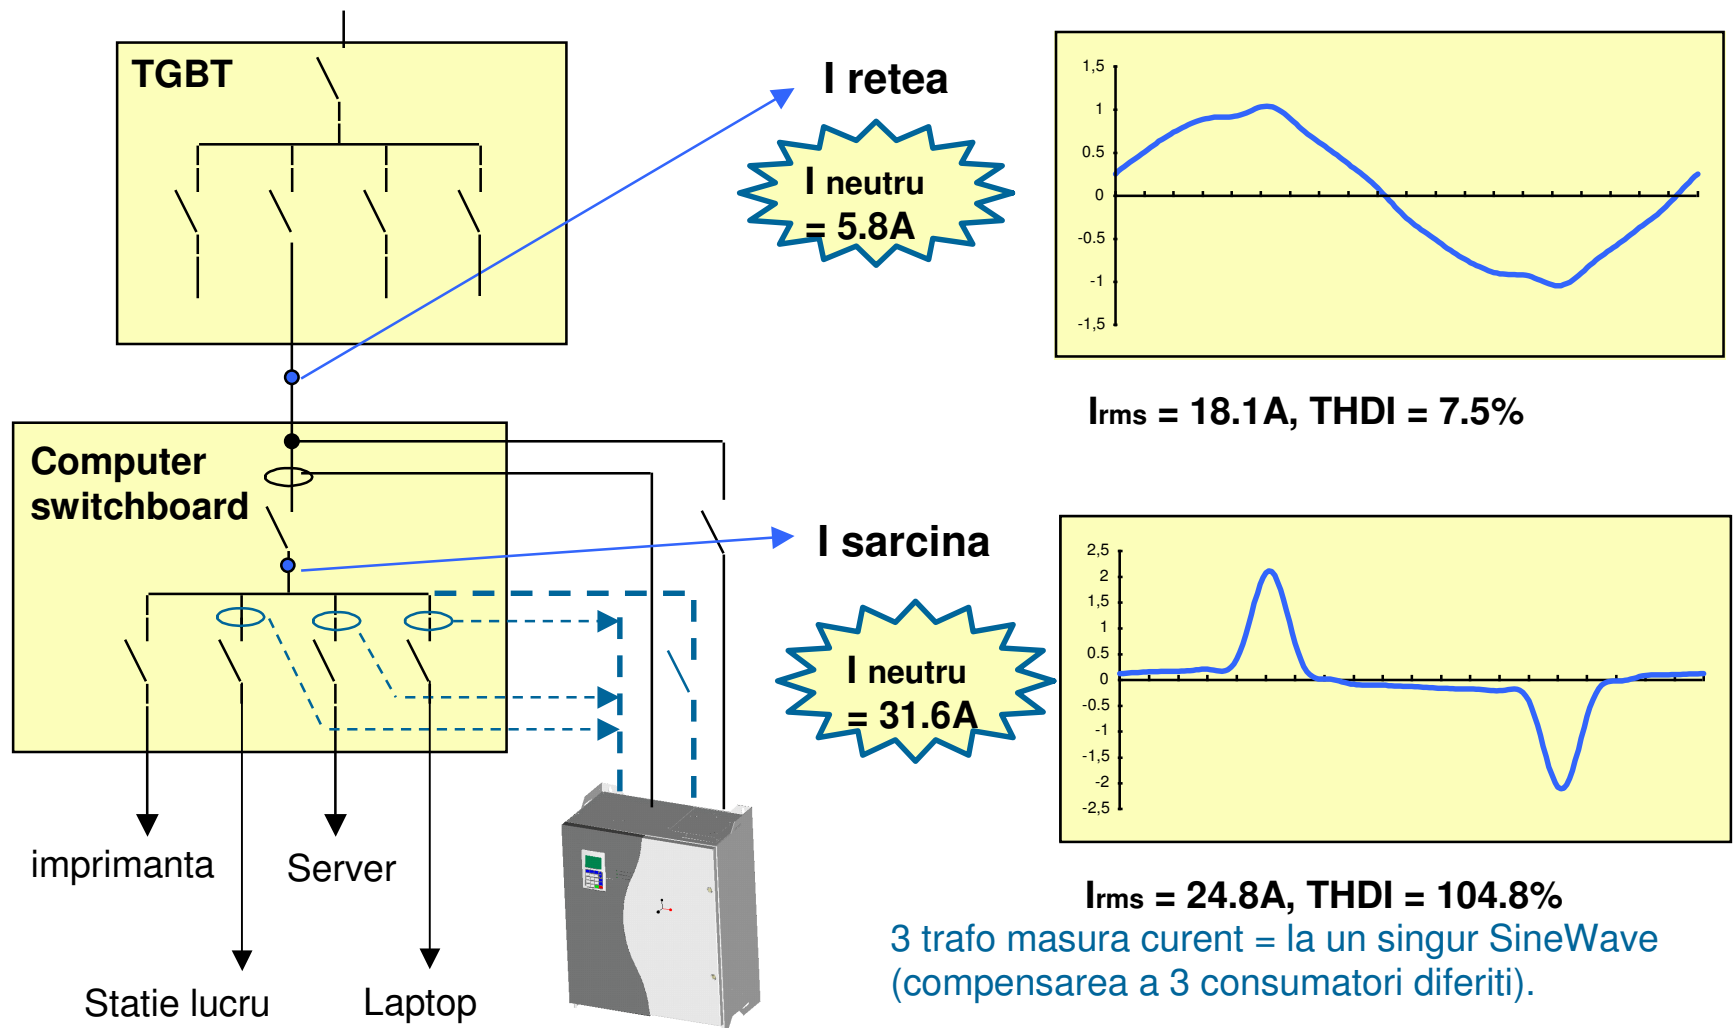 TGBT
I retea
I neutru
= 5.8A
1,5
1
0.5
0
-0.5
-1
-1,5
Irms = 18.1A, THDI = 7.5%
Computer
switchboard
I sarcina
I neutru
= 31.6A
2,5
2
1,5
1
0.5
0
-0.5
-1
-1,5
-2
-2,5
Irms = 24.8A, THDI = 104.8%
imprimanta
Server
Statie lucru
Laptop
3 trafo masura curent = la un singur SineWave
(compensarea a 3 consumatori diferiti).